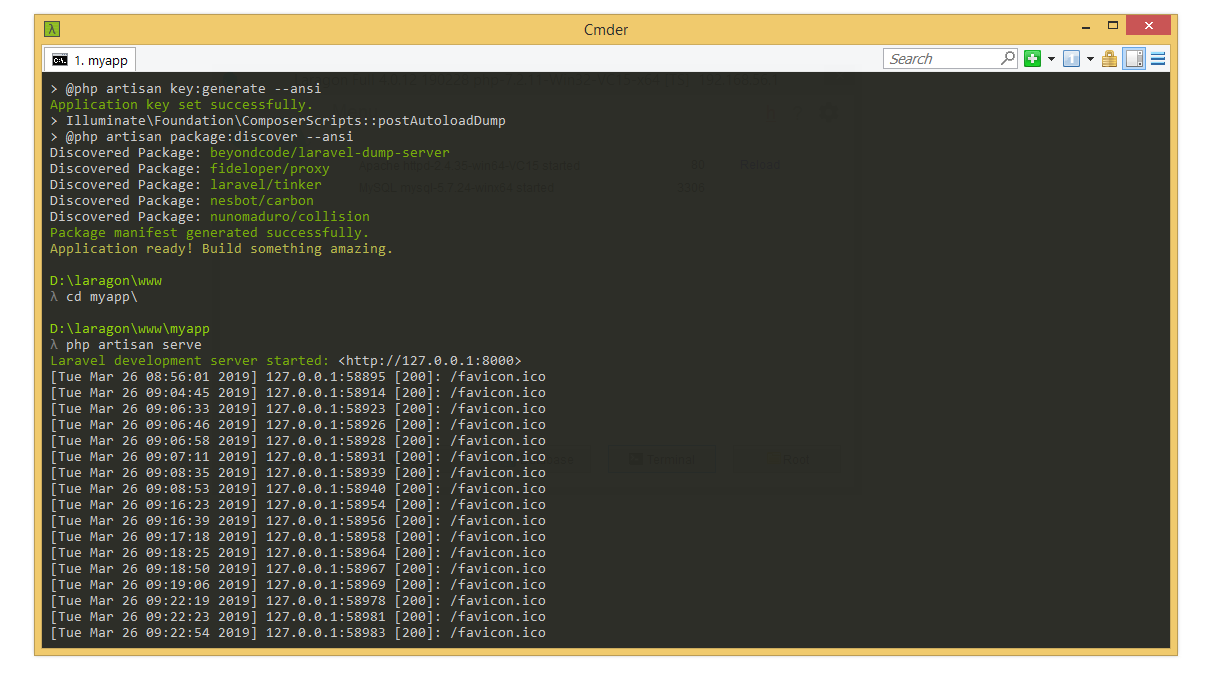 Cmder
1. myapp
Search
> @php artisan key:generate --ansi
Application key set successfully.
> Illuminate\Foundation\ComposerScripts::postAutoloadDump
> @php artisan package:discover --ansi
Discovered Package: beyondcode/laravel-dump-server
Discovered Package: fideloper/proxy
Discovered Package: laravel/tinker
Discovered Package: nesbot/carbon
Discovered Package: nunomaduro/collision
Package manifest generated successfully.
Application ready! Build something amazing.
D:\laragon\www
λ cd myapp\
D:\laragon\www\myapp
λ php artisan serve
Laravel development server started: <http://127.0.0.1:8000>
[Tue Mar 26 08:56:01 2019] 127.0.0.1:58895 [200]: /favicon.ico
[Tue Mar 26 09:04:45 2019] 127.0.0.1:58914 [200]: /favicon.ico
[Tue Mar 26 09:06:33 2019] 127.0.0.1:58923 [200]: /favicon.ico
[Tue Mar 26 09:06:46 2019] 127.0.0.1:58926 [200]: /favicon.ico
[Tue Mar 26 09:06:58 2019] 127.0.0.1:58928 [200]: /favicon.ico
[Tue Mar 26 09:07:11 2019] 127.0.0.1:58931 [200]: /favicon.ico
[Tue Mar 26 09:08:35 2019] 127.0.0.1:58939 [200]: /favicon.ico
[Tue Mar 26 09:08:53 2019] 127.0.0.1:58940 [200]: /favicon.ico
[Tue Mar 26 09:16:23 2019] 127.0.0.1:58954 [200]: /favicon.ico
[Tue Mar 26 09:16:39 2019] 127.0.0.1:58956 [200]: /favicon.ico
[Tue Mar 26 09:17:18 2019] 127.0.0.1:58958 [200]: /favicon.ico
[Tue Mar 26 09:18:25 2019] 127.0.0.1:58964 [200]: /favicon.ico
[Tue Mar 26 09:18:50 2019] 127.0.0.1:58967 [200]: /favicon.ico
[Tue Mar 26 09:19:06 2019] 127.0.0.1:58969 [200]: /favicon.ico
[Tue Mar 26 09:22:19 2019] 127.0.0.1:58978 [200]: /favicon.ico
[Tue Mar 26 09:22:23 2019] 127.0.0.1:58981 [200]: /favicon.ico
[Tue Mar 26 09:22:54 2019] 127.0.0.1:58983 [200]: /favicon.ico
Terminal
Root